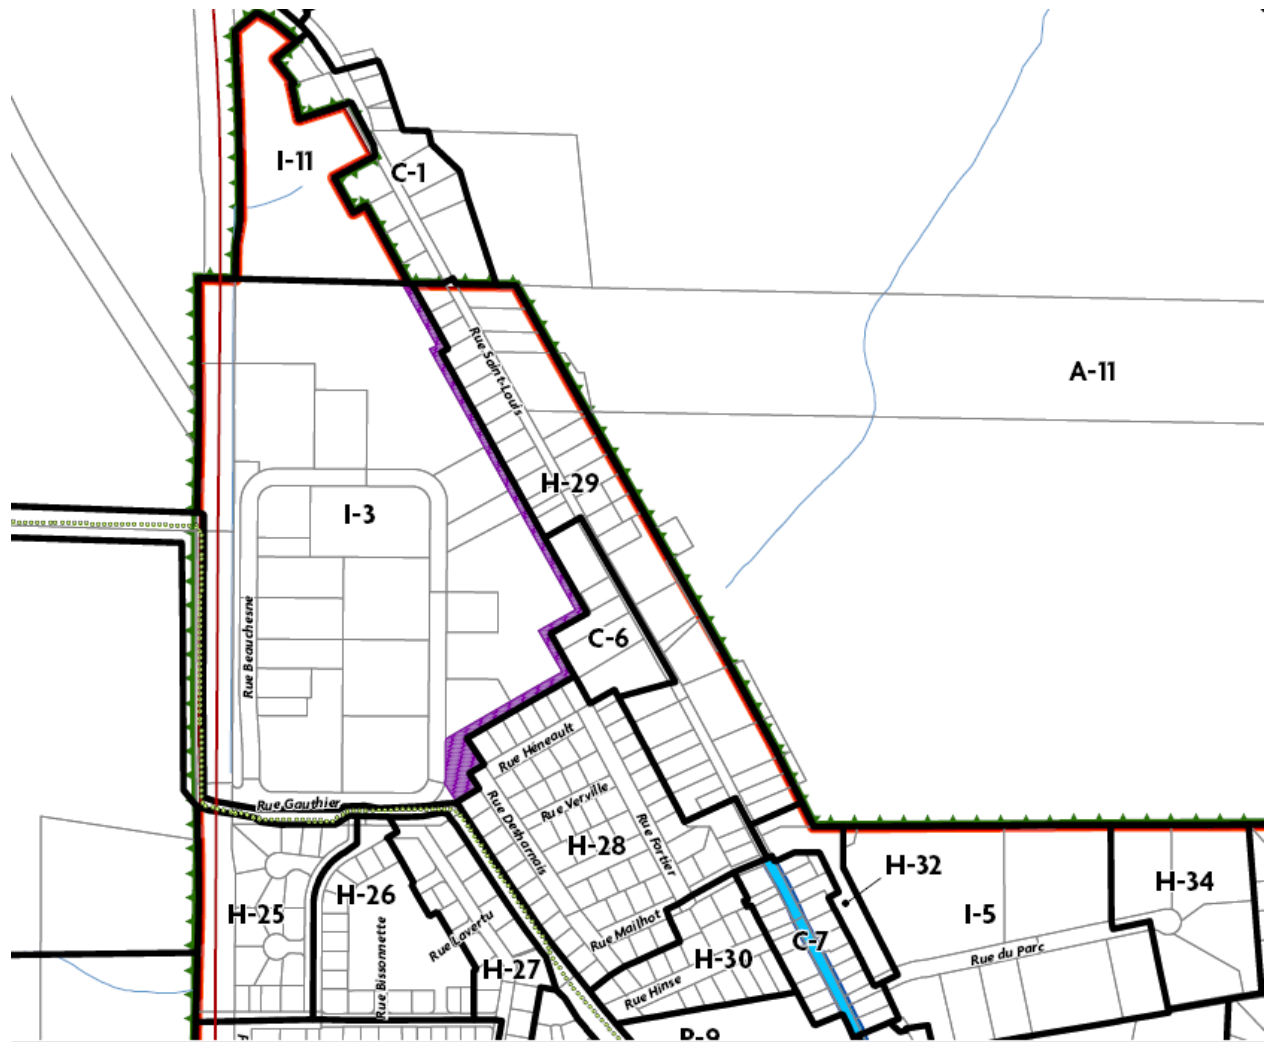 I-11
C-1
Rue Saint-Louis
A-11
H-29
I-3
Rue Beauchesne
C-6
Rue Héneault
Rue Gauthier
Rue Verville
Rue Desharnais
Rue Fortier
H-28
H-32
H-34
H-26
H-25
I-5
Rue Mailhot
Rue Lavertu
C-7
Rue du Parc
Rue Bissonnette
H-27
H-30
Rue Hinse